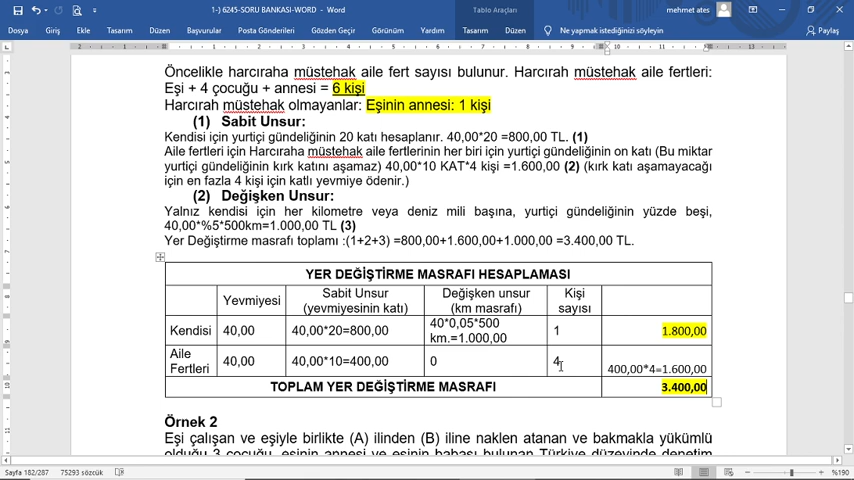 Tablo Araçları
1-) 6245-SORU BANKASI-WORD - Word
mehmet ates
Dosya Giriş Ekle Tasarım Düzen Başvurular Posta Gönderileri Gözden Geçir Görünüm Yardım Tasarım Düzen Ne yapmak istediğinizi söyleyin Paylaş
Öncelikle harcıraha müstehak aile fert sayısı bulunur. Harcırah müstehak aile fertleri:
Eşi + 4 çocuğu + annesi = 6 kişi
Harcırah müstehak olmayanlar: Eşinin annesi: 1 kişi
(1) Sabit Unsur:
Kendisi için yurtiçi gündeliğinin 20 katı hesaplanır. 40,00*20 =800,00 TL. (1)
Aile fertleri için Harcıraha müstehak aile fertlerinin her biri için yurtiçi gündeliğinin on katı (Bu miktar
yurtiçi gündeliğinin kırk katını aşamaz) 40,00*10 KAT*4 kişi =1.600,00 (2) (kırk katı aşamayacağı
için en fazla 4 kişi için katlı yevmiye ödenir.)
(2) Değişken Unsur:
Yalnız kendisi için her kilometre veya deniz mili başına, yurtiçi gündeliğinin yüzde beşi,
40,00*%5*500km=1.000,00 TL (3)
Yer Değiştirme masrafı toplamı :(1+2+3) =800,00+1.600,00+1.000,00 =3.400,00 TL.
YER DEĞİŞTİRME MASRAFI HESAPLAMASI
Yevmiyesi Sabit Unsur (yevmiyesinin katı) Değişken unsur (km masrafı) Kişi sayısı
Kendisi 40,00 40,00*20=800,00 40*0,05*500 km.=1.000,00 1 1.800,00
Aile Fertleri 40,00 40,00*10=400,00 0 4 400,00*4=1.600,00
TOPLAM YER DEĞİŞTİRME MASRAFI 3.400,00
Örnek 2
Eşi çalışan ve eşiyle birlikte (A) ilinden (B) iline naklen atanan ve bakmakla yükümlü
olduğu 3 çocuğu, eşinin annesi ve eşinin babası bulunan Türkiye düzeyinde denetim
Sayfa 182/287 75293 sözcük %190